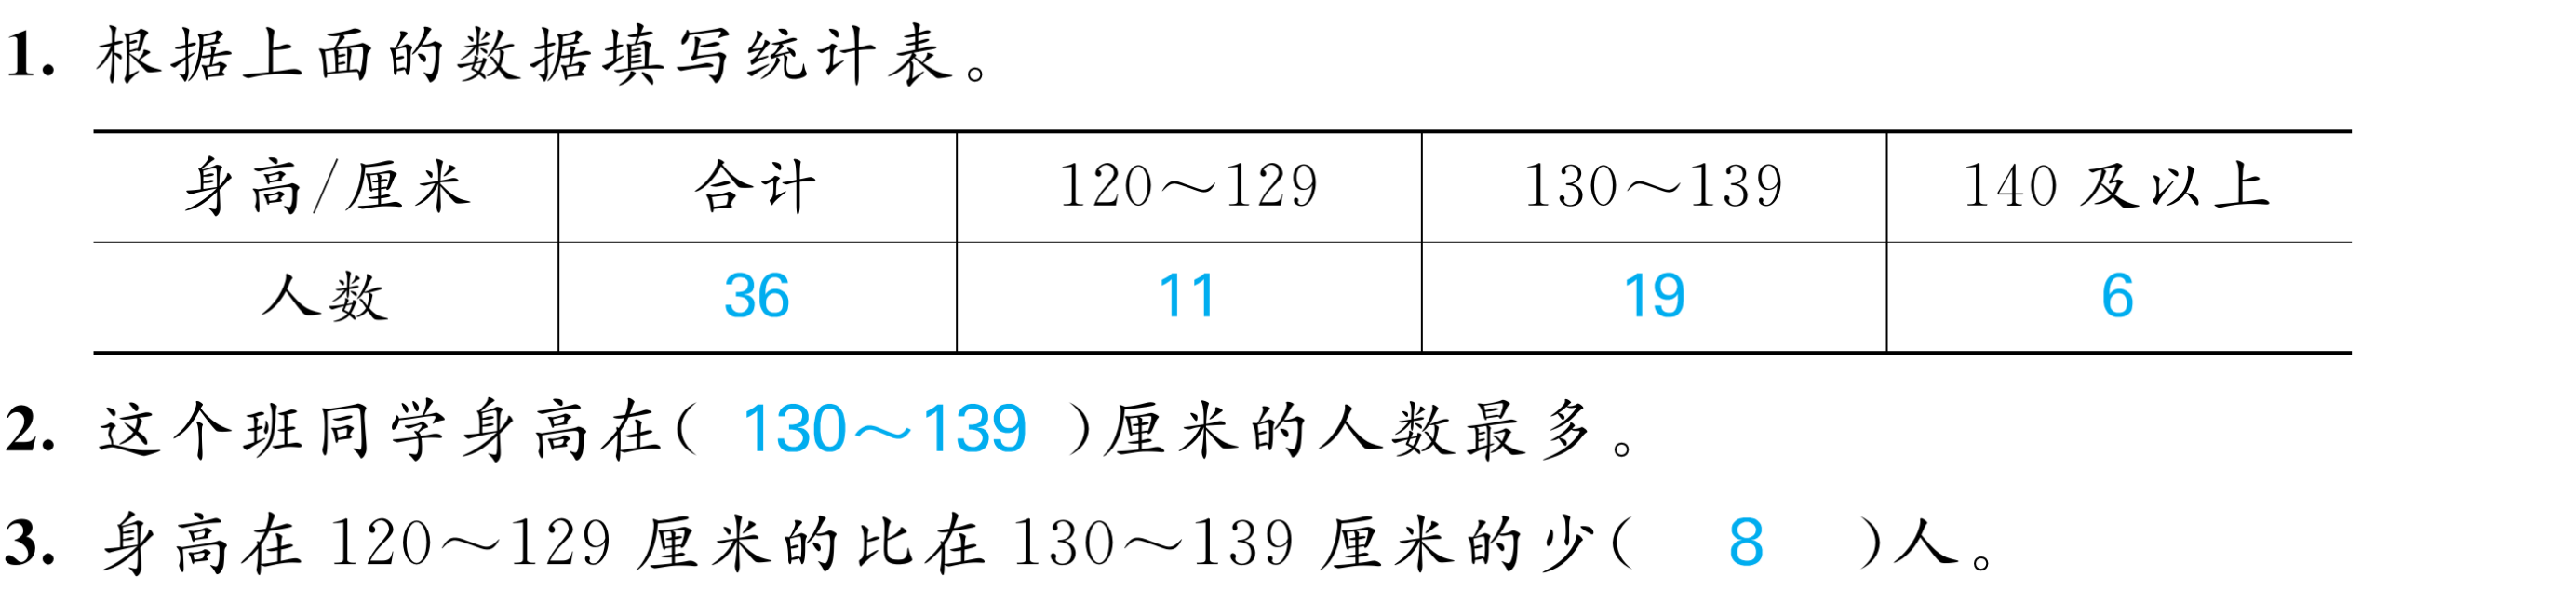 1. 根据上面的数据填写统计表。
身高/厘米 合计 120～129 130～139 140及以上
人数 36 11 19 6
2. 这个班同学身高在( 130～139 )厘米的人数最多。
3. 身高在120～129厘米的比在130～139厘米的少( 8 )人。